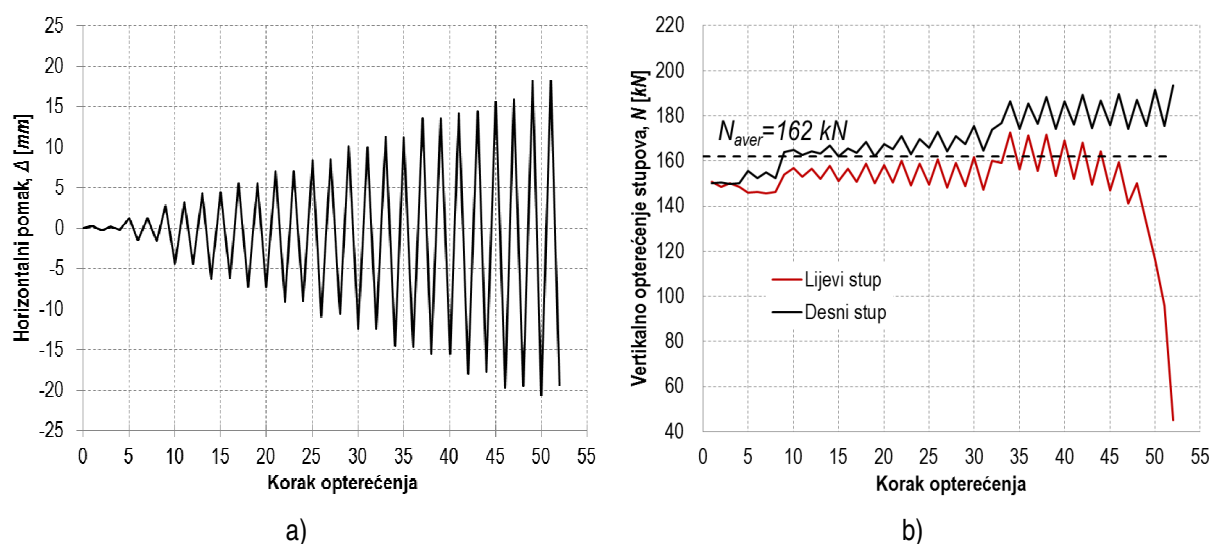 Horizontalni pomak, Δ [mm]
25
20
15
10
5
0
-5
-10
-15
-20
-25
0 5 10 15 20 25 30 35 40 45 50 55
Korak opterećenja
a)
Vertikalno opterećenje stupova, N [kN]
220
200
180
160
140
120
100
80
60
40
N_aver=162 kN
Lijevi stup
Desni stup
0 5 10 15 20 25 30 35 40 45 50 55
Korak opterećenja
b)